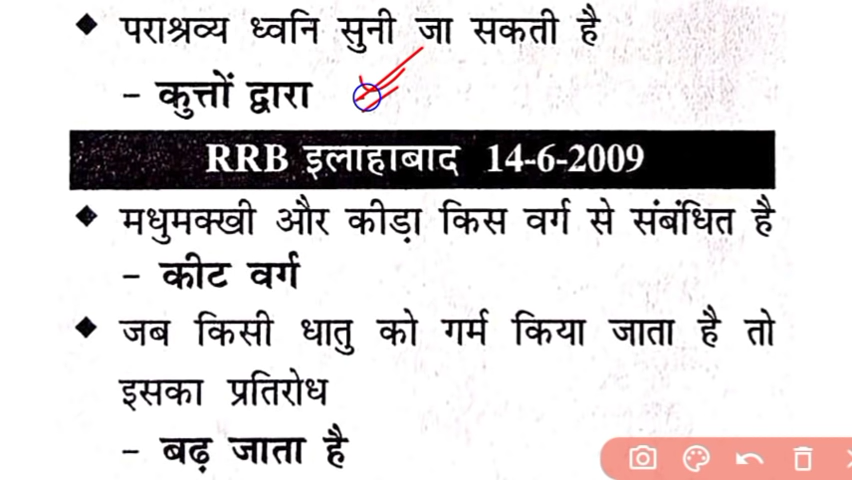 ◆ पराश्रव्य ध्वनि सुनी जा सकती है
– कुत्तों द्वारा
RRB इलाहाबाद 14-6-2009
◆ मधुमक्खी और कीड़ा किस वर्ग से संबंधित है
– कीट वर्ग
◆ जब किसी धातु को गर्म किया जाता है तो
इसका प्रतिरोध
– बढ़ जाता है